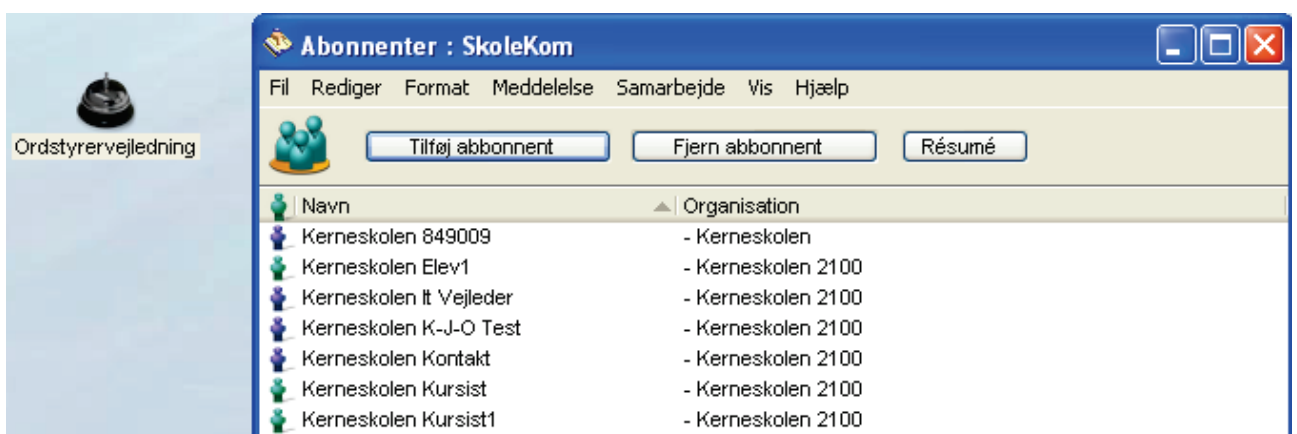 Abonnenter : SkoleKom
Fil Rediger Format Meddelelse Samarbejde Vis Hjælp
Ordstyrervejledning
Tilføj abbonnent Fjern abbonnent Résumé
Navn Organisation
Kerneskolen 849009 - Kerneskolen
Kerneskolen Elev1 - Kerneskolen 2100
Kerneskolen It Vejleder - Kerneskolen 2100
Kerneskolen K-J-O Test - Kerneskolen 2100
Kerneskolen Kontakt - Kerneskolen 2100
Kerneskolen Kursist - Kerneskolen 2100
Kerneskolen Kursist1 - Kerneskolen 2100